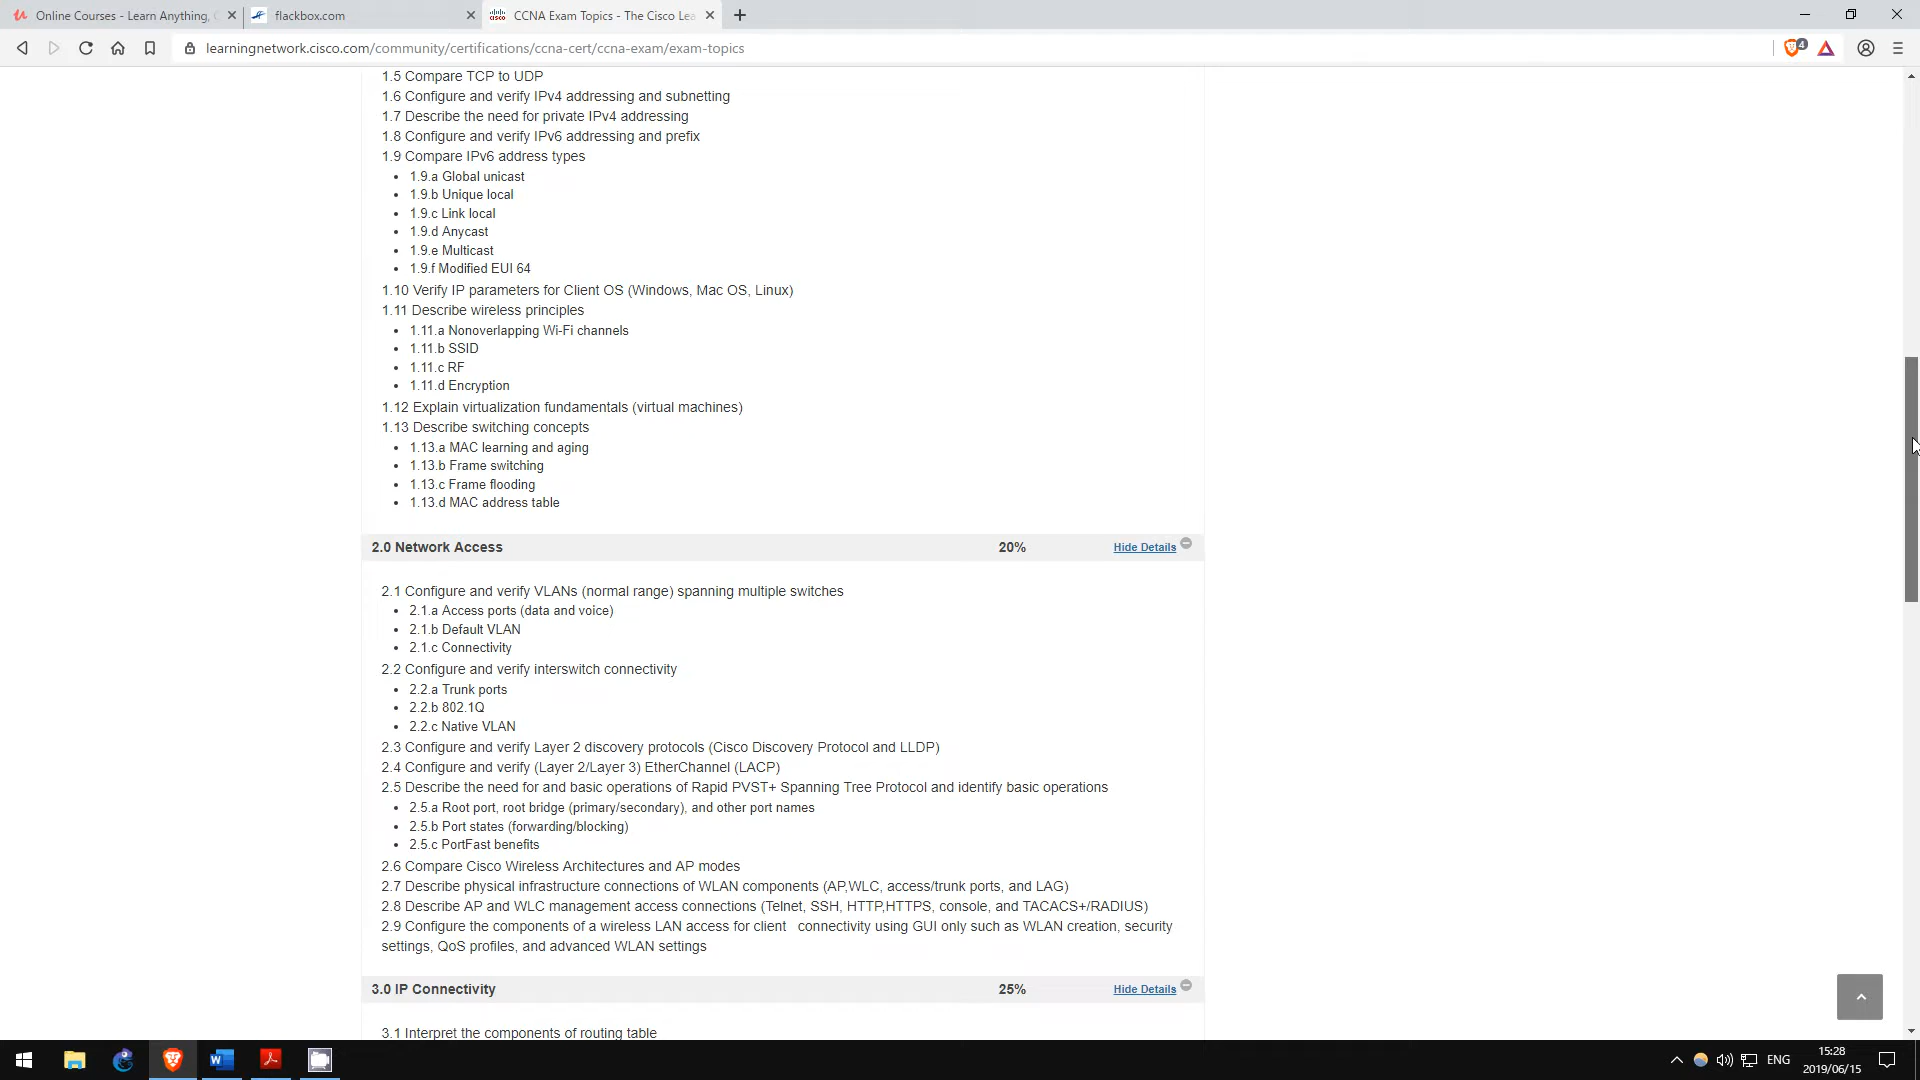 Online Courses - Learn Anything,
flackbox.com
CCNA Exam Topics - The Cisco Lea
learningnetwork.cisco.com/community/certifications/ccna-cert/ccna-exam/exam-topics
4
1.5 Compare TCP to UDP
1.6 Configure and verify IPv4 addressing and subnetting
1.7 Describe the need for private IPv4 addressing
1.8 Configure and verify IPv6 addressing and prefix
1.9 Compare IPv6 address types
• 1.9.a Global unicast
• 1.9.b Unique local
• 1.9.c Link local
• 1.9.d Anycast
• 1.9.e Multicast
• 1.9.f Modified EUI 64
1.10 Verify IP parameters for Client OS (Windows, Mac OS, Linux)
1.11 Describe wireless principles
• 1.11.a Nonoverlapping Wi-Fi channels
• 1.11.b SSID
• 1.11.c RF
• 1.11.d Encryption
1.12 Explain virtualization fundamentals (virtual machines)
1.13 Describe switching concepts
• 1.13.a MAC learning and aging
• 1.13.b Frame switching
• 1.13.c Frame flooding
• 1.13.d MAC address table
2.0 Network Access 20% Hide Details
2.1 Configure and verify VLANs (normal range) spanning multiple switches
• 2.1.a Access ports (data and voice)
• 2.1.b Default VLAN
• 2.1.c Connectivity
2.2 Configure and verify interswitch connectivity
• 2.2.a Trunk ports
• 2.2.b 802.1Q
• 2.2.c Native VLAN
2.3 Configure and verify Layer 2 discovery protocols (Cisco Discovery Protocol and LLDP)
2.4 Configure and verify (Layer 2/Layer 3) EtherChannel (LACP)
2.5 Describe the need for and basic operations of Rapid PVST+ Spanning Tree Protocol and identify basic operations
• 2.5.a Root port, root bridge (primary/secondary), and other port names
• 2.5.b Port states (forwarding/blocking)
• 2.5.c PortFast benefits
2.6 Compare Cisco Wireless Architectures and AP modes
2.7 Describe physical infrastructure connections of WLAN components (AP,WLC, access/trunk ports, and LAG)
2.8 Describe AP and WLC management access connections (Telnet, SSH, HTTP,HTTPS, console, and TACACS+/RADIUS)
2.9 Configure the components of a wireless LAN access for client connectivity using GUI only such as WLAN creation, security
settings, QoS profiles, and advanced WLAN settings
3.0 IP Connectivity 25% Hide Details
3.1 Interpret the components of routing table
ENG
15:28
2019/06/15